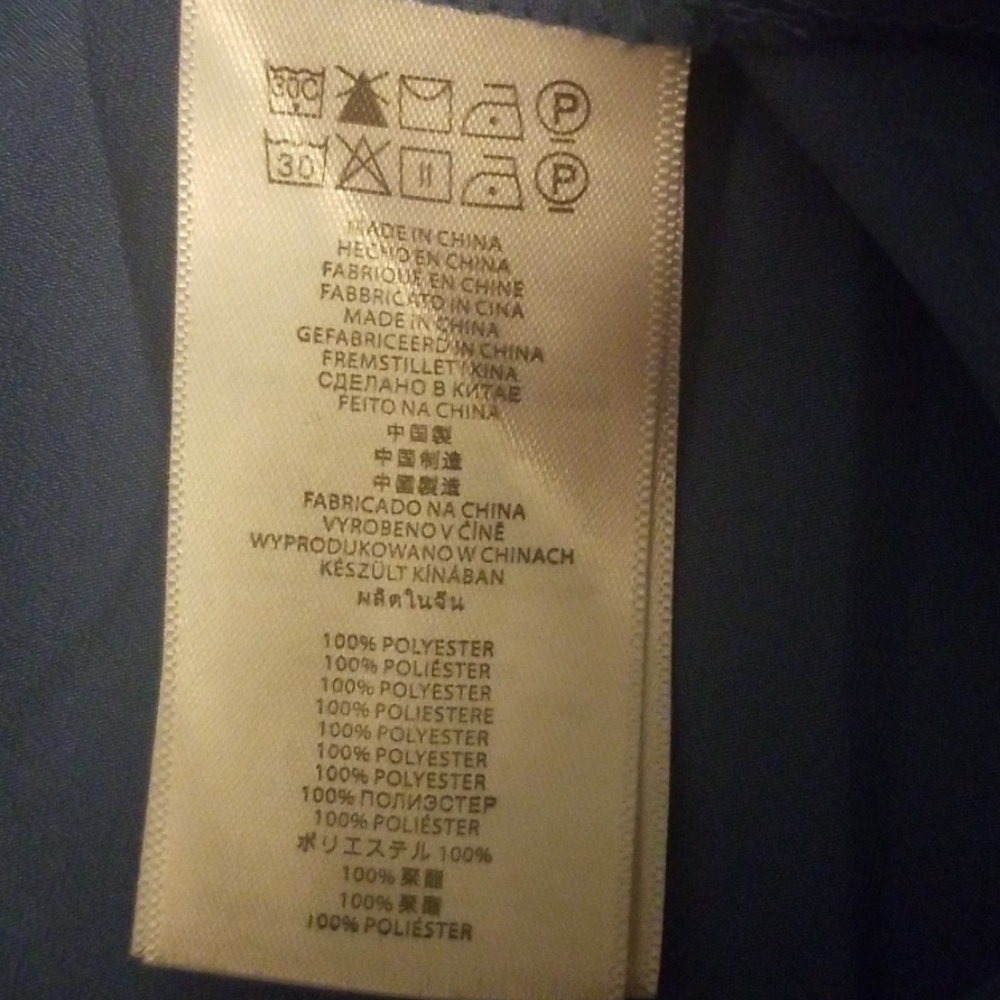 30C P
30 P
MADE IN CHINA
HECHO EN CHINA
FABRIQUÉ EN CHINE
FABBRICATO IN CINA
MADE IN CHINA
GEFABRICEERD IN CHINA
FREMSTILLET I KINA
СДЕЛАНО В КИТАЕ
FEITO NA CHINA
中国製
中国制造
中國製造
FABRICADO NA CHINA
VYROBENO V ČÍNĚ
WYPRODUKOWANO W CHINACH
KÉSZÜLT KÍNÁBAN
ผลิตในจีน
100% POLYESTER
100% POLIÉSTER
100% POLYESTER
100% POLIESTERE
100% POLYESTER
100% POLYESTER
100% POLYESTER
100% ПОЛИЭСТЕР
100% POLIÉSTER
ポリエステル 100%
100% 聚酯
100% 聚酯
100% POLIÉSTER